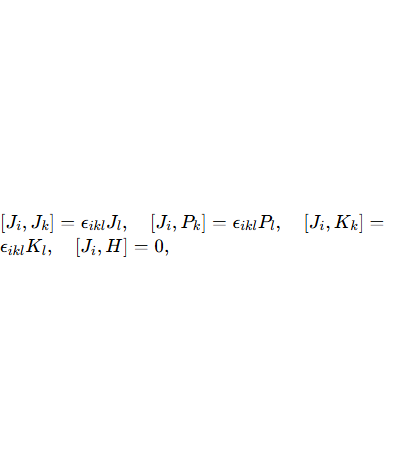 $[J_i, J_k] = \epsilon_{ikl} J_l, \quad [J_i, P_k] = \epsilon_{ikl} P_l, \quad [J_i, K_k] =$
$\epsilon_{ikl} K_l, \quad [J_i, H] = 0,$